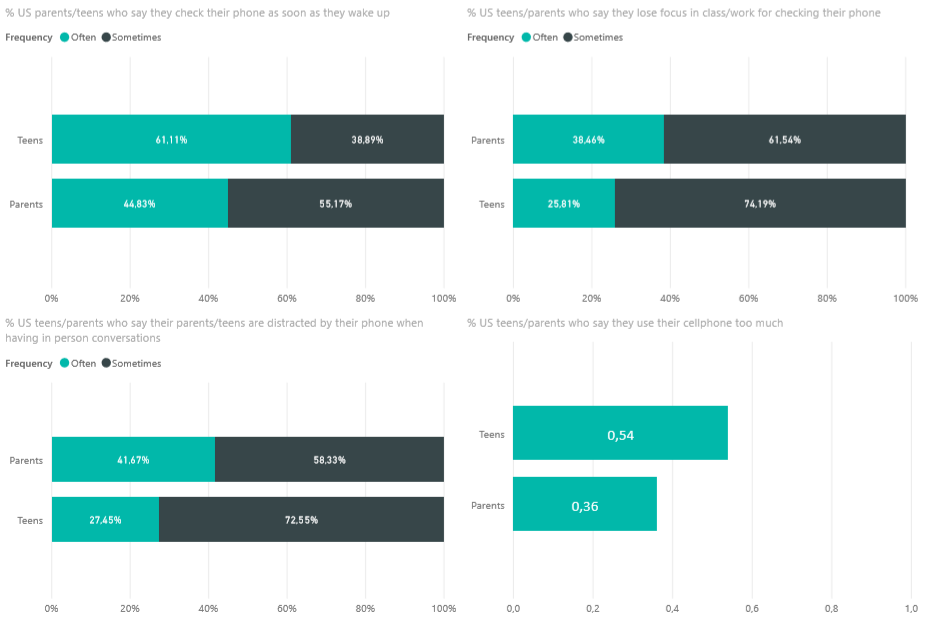 % US parents/teens who say they check their phone as soon as they wake up
Frequency Often Sometimes
Teens 61,11% 38,89%
Parents 44,83% 55,17%
0% 20% 40% 60% 80% 100%
% US teens/parents who say they lose focus in class/work for checking their phone
Frequency Often Sometimes
Parents 38,46% 61,54%
Teens 25,81% 74,19%
0% 20% 40% 60% 80% 100%
% US teens/parents who say their parents/teens are distracted by their phone when
having in person conversations
Frequency Often Sometimes
Parents 41,67% 58,33%
Teens 27,45% 72,55%
0% 20% 40% 60% 80% 100%
% US teens/parents who say they use their cellphone too much
Teens 0,54
Parents 0,36
0,0 0,2 0,4 0,6 0,8 1,0